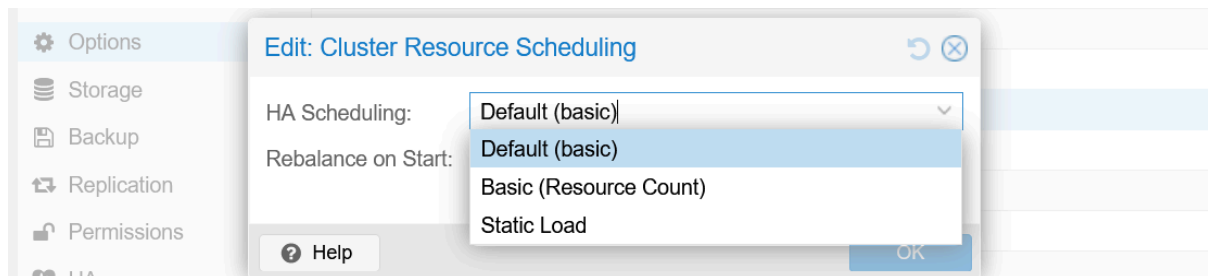 Options
Storage
Backup
Replication
Permissions
Edit: Cluster Resource Scheduling
HA Scheduling:
Default (basic)
Rebalance on Start:
Default (basic)
Basic (Resource Count)
Static Load
Help
OK